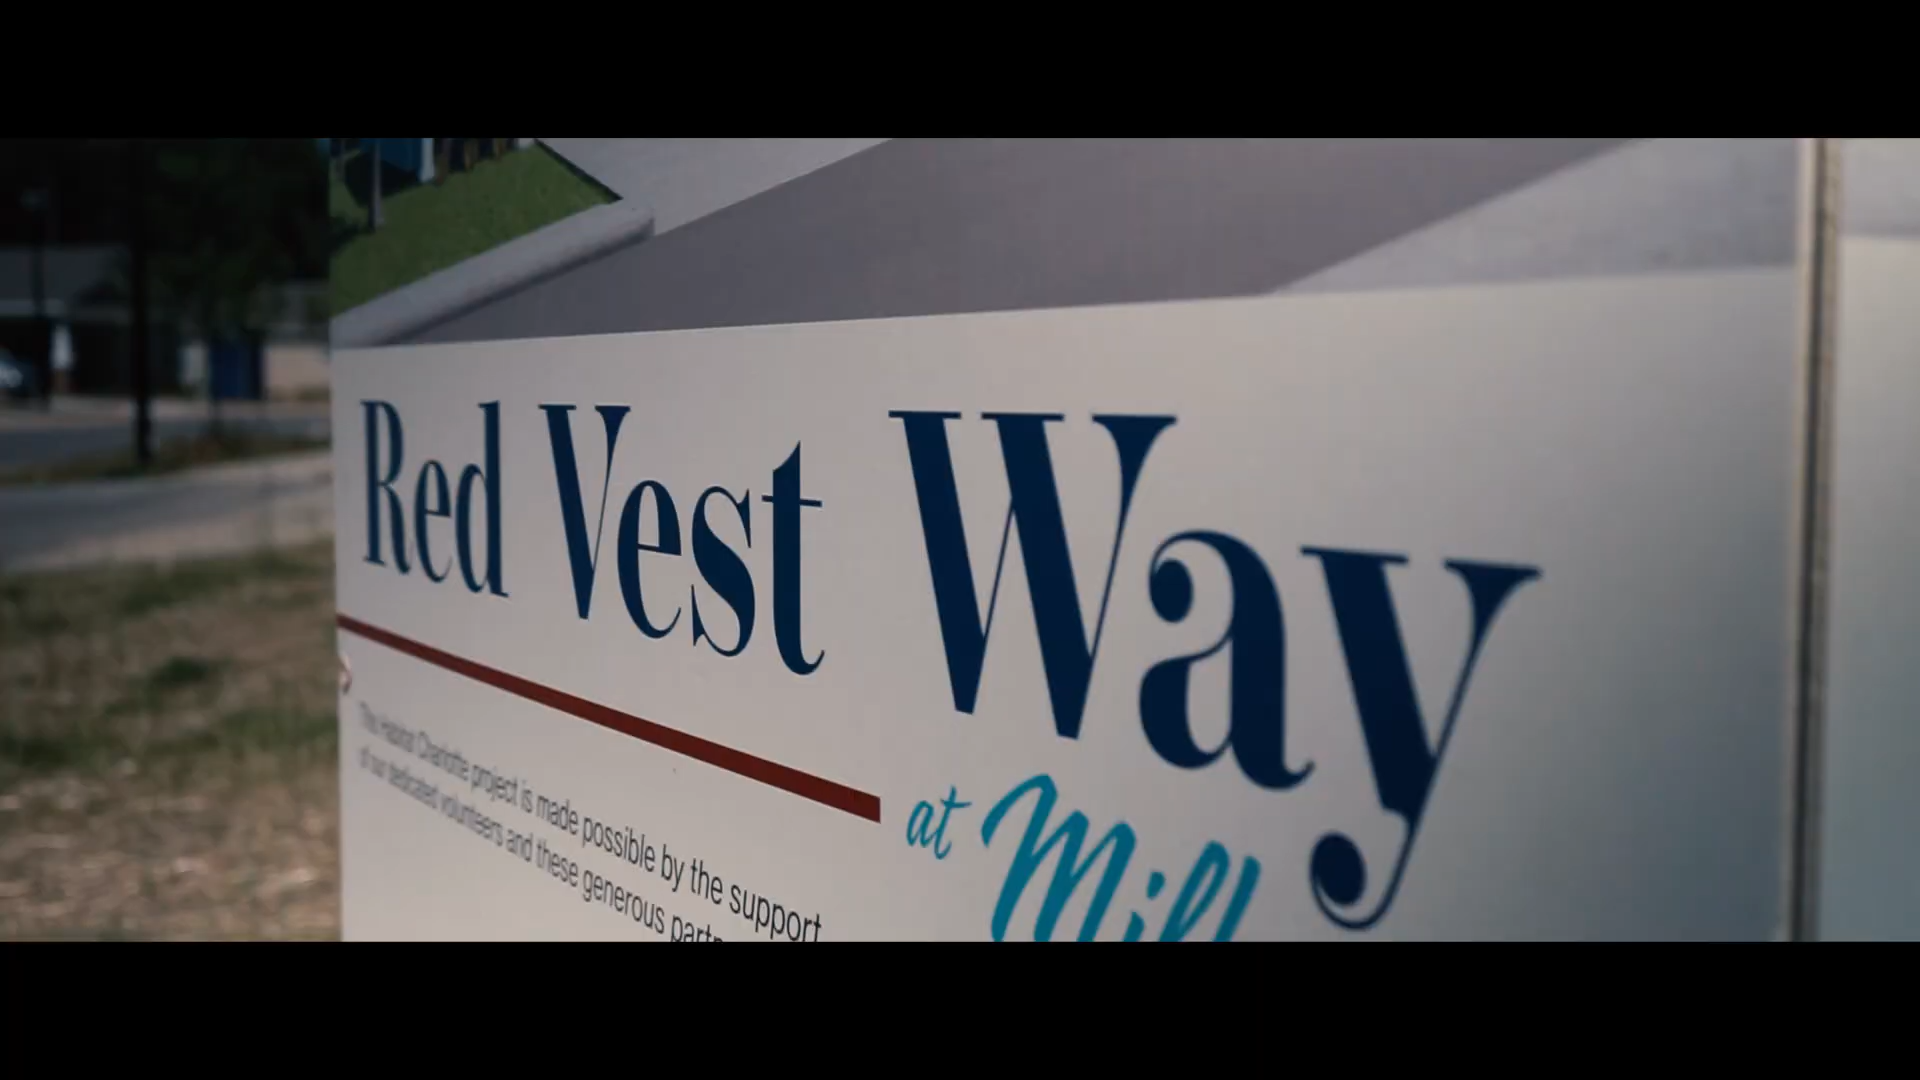 Red Vest Way
at Mill
The Habitat Charlotte project is made possible by the support
of our dedicated volunteers and these generous